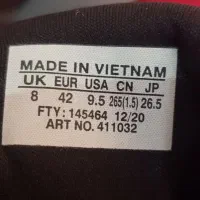 MADE IN VIETNAM
UK EUR USA CN JP
8 42 9.5 265(1.5) 26.5
FTY: 145464 12/20
ART NO. 411032